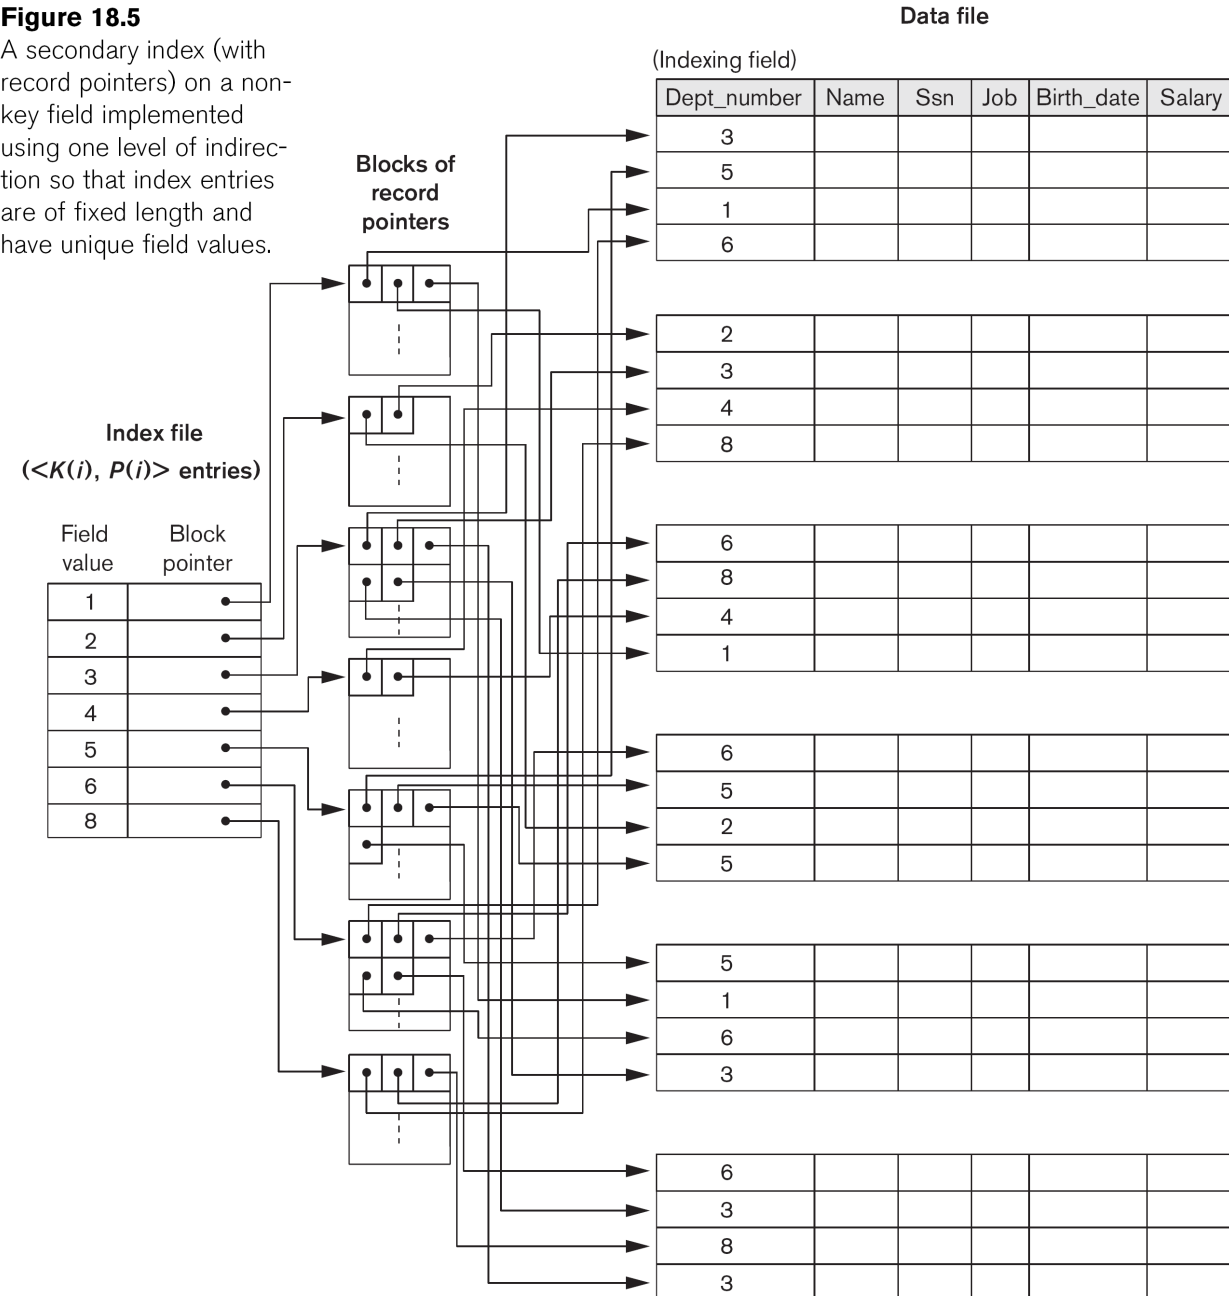 Figure 18.5
A secondary index (with
record pointers) on a non-
key field implemented
using one level of indirec-
tion so that index entries
are of fixed length and
have unique field values.
Data file
(Indexing field)
Dept_number Name Ssn Job Birth_date Salary
3
5
1
6
2
3
4
8
6
8
4
1
6
5
2
5
5
1
6
3
6
3
8
3
Blocks of
record
pointers
Index file
(<K(i), P(i)> entries)
Field
value
Block
pointer
1
2
3
4
5
6
8